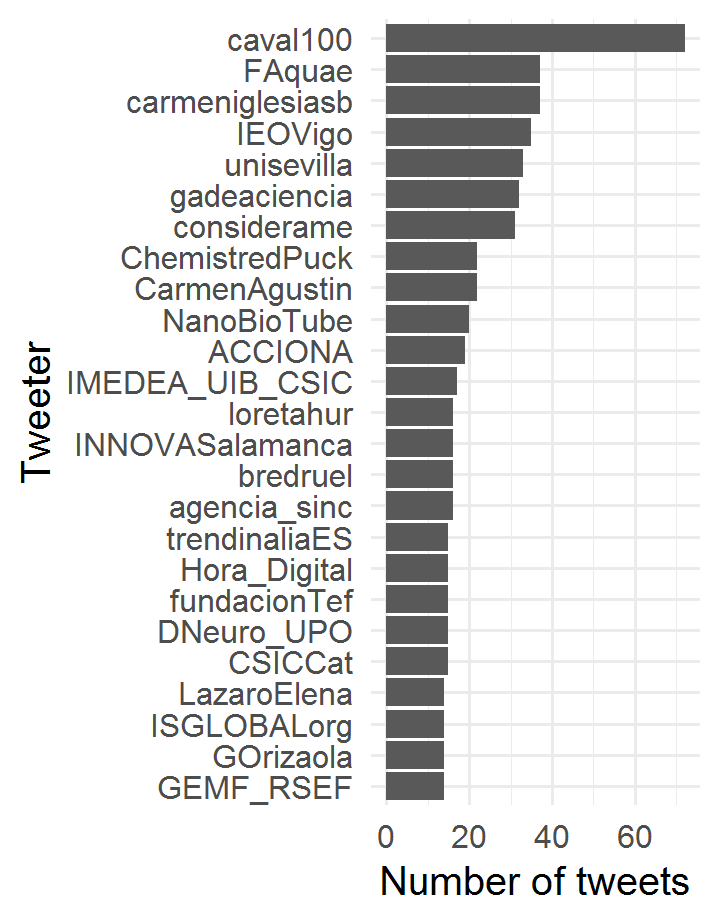 caval100
FAquae
carmeniglesiasb
IEOVigo
unisevilla
gadeaciencia
considerame
ChemistredPuck
CarmenAgustin
NanoBioTube
ACCIONA
IMEDEA_UIB_CSIC
loretahur
INNOVASalamanca
bredruel
agencia_sinc
trendinaliaES
Hora_Digital
fundacionTef
DNeuro_UPO
CSICCat
LazaroElena
ISGLOBALorg
GOrizaola
GEMF_RSEF
Tweeter
0 20 40 60
Number of tweets